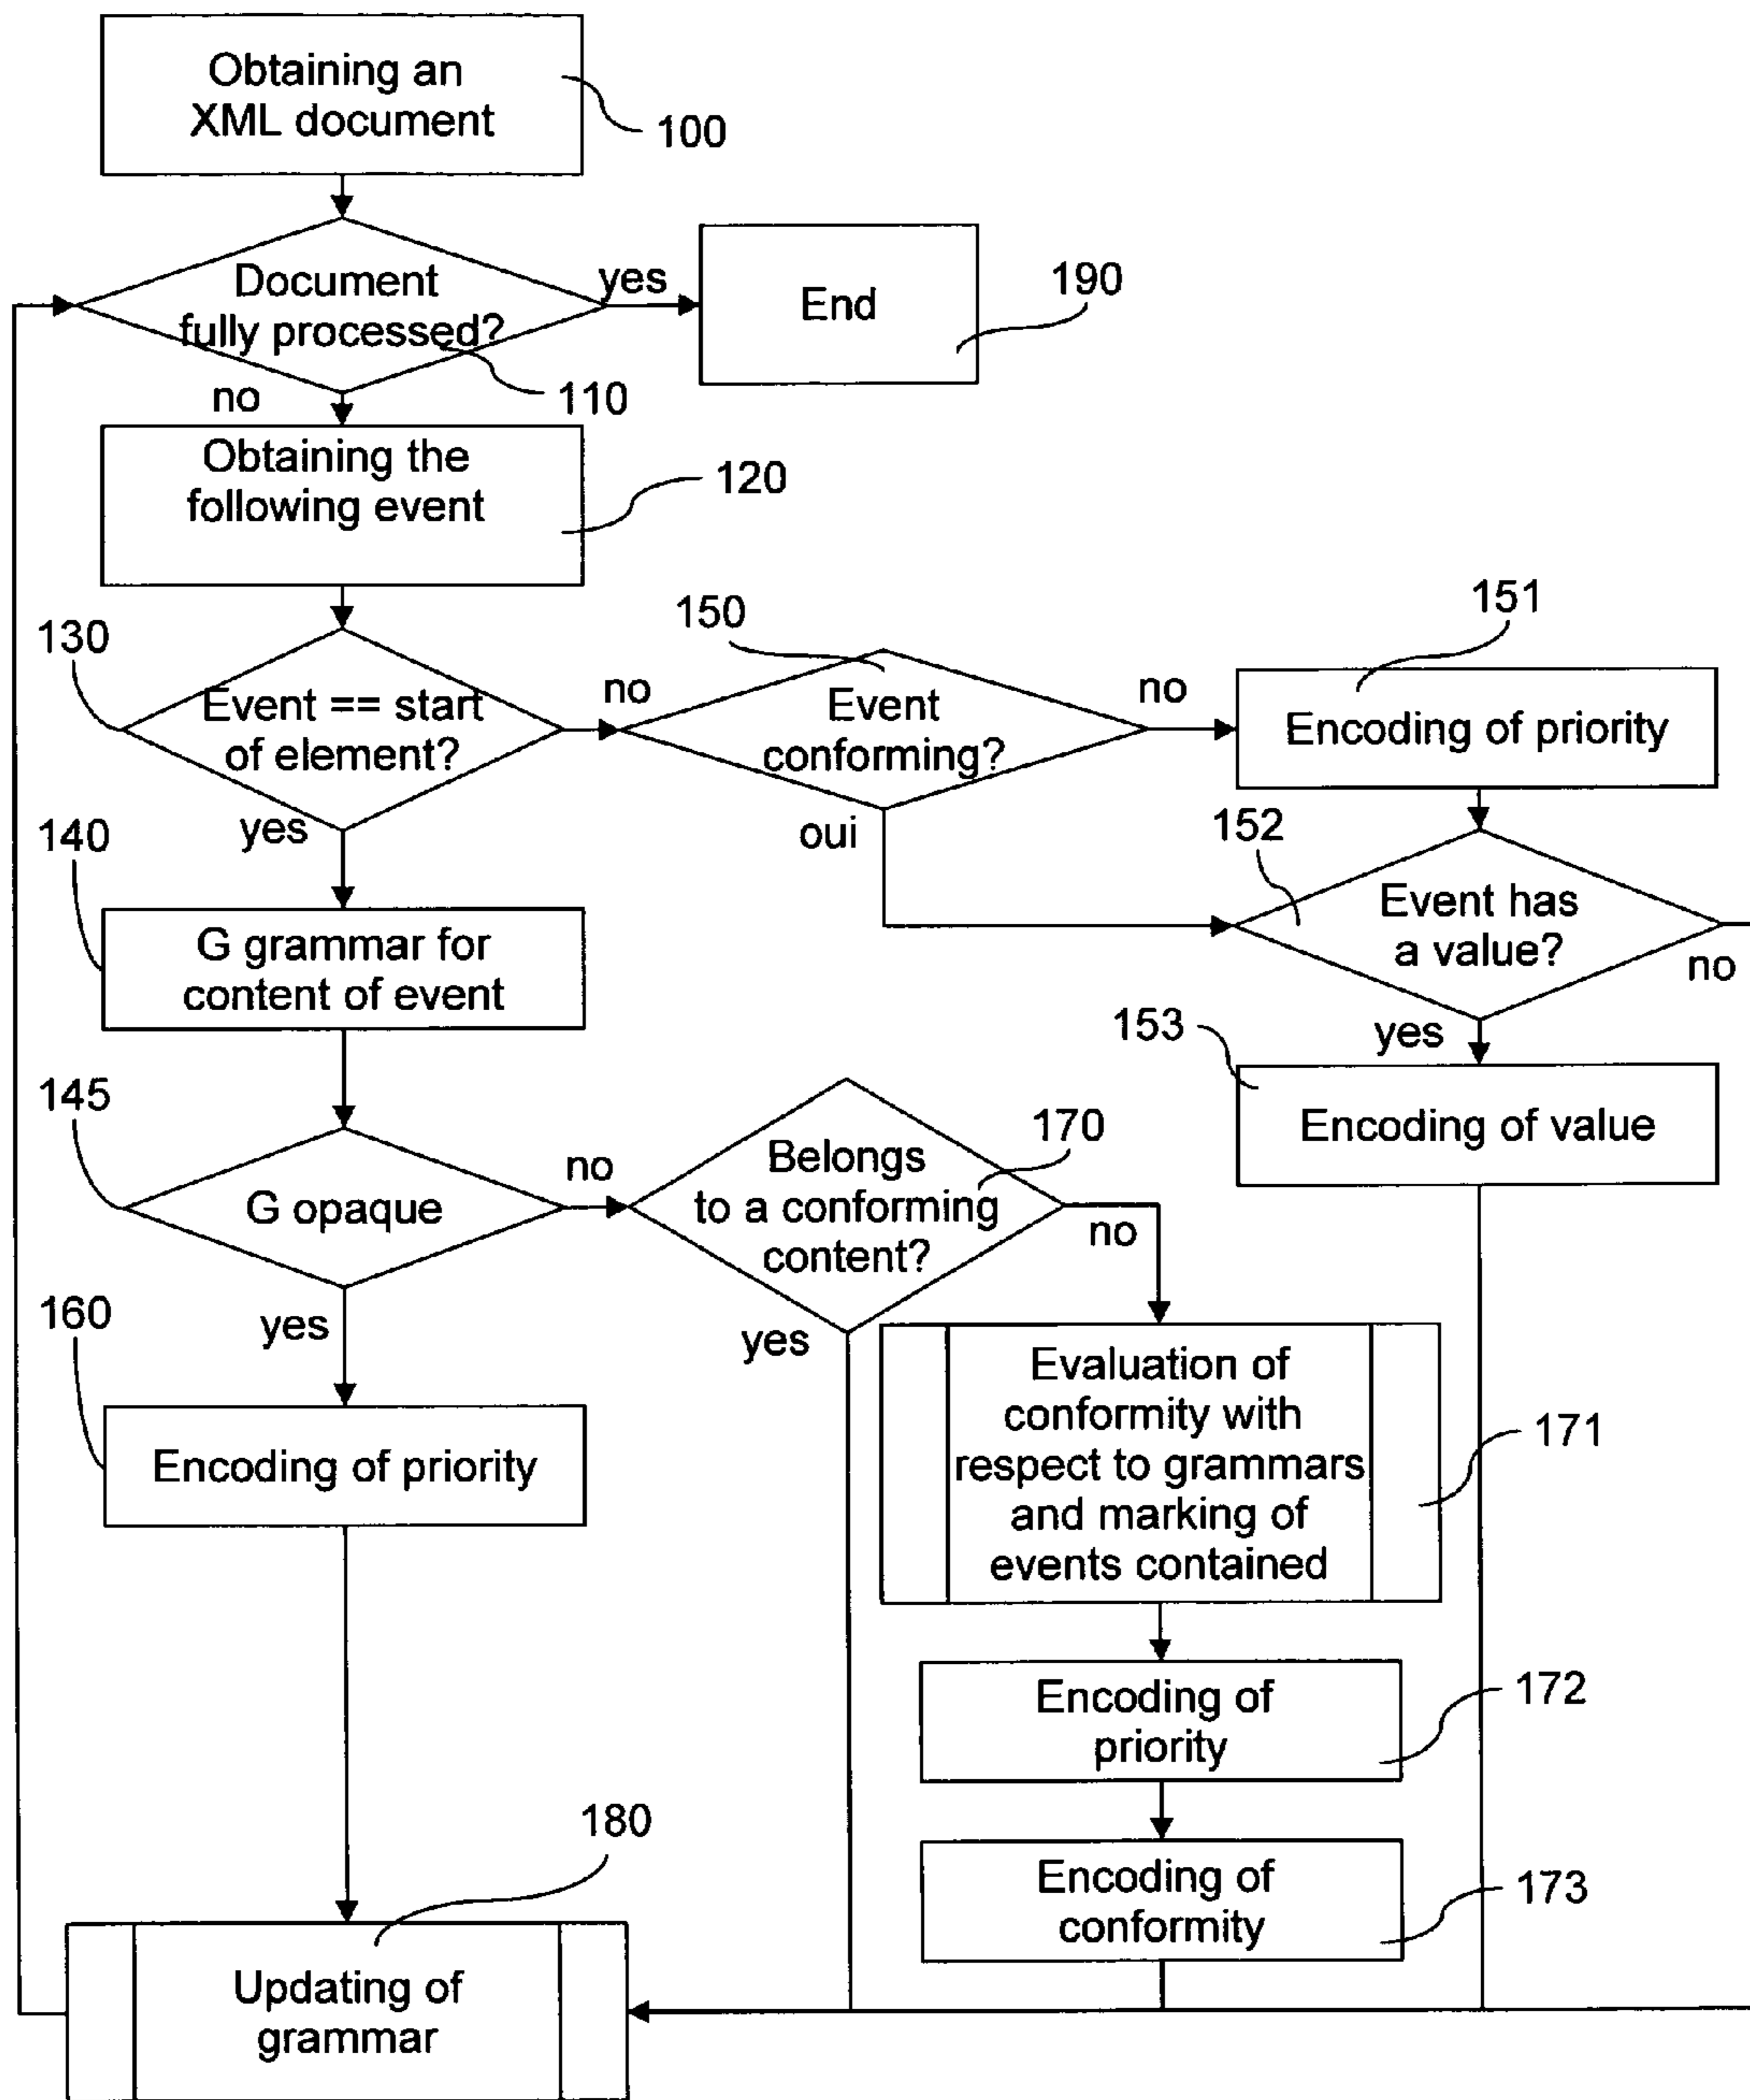 Obtaining an
XML document
100
Document
fully processed?
yes
110
no
End
190
Obtaining the
following event
120
130
Event == start
of element?
no
yes
150
Event
conforming?
no
oui
151
Encoding of priority
152
Event has
a value?
no
yes
153
Encoding of value
140
G grammar for
content of event
145
G opaque
no
yes
170
Belongs
to a conforming
content?
no
yes
160
Encoding of priority
Evaluation of
conformity with
respect to grammars
and marking of
events contained
171
Encoding of
priority
172
Encoding of
conformity
173
180
Updating of
grammar